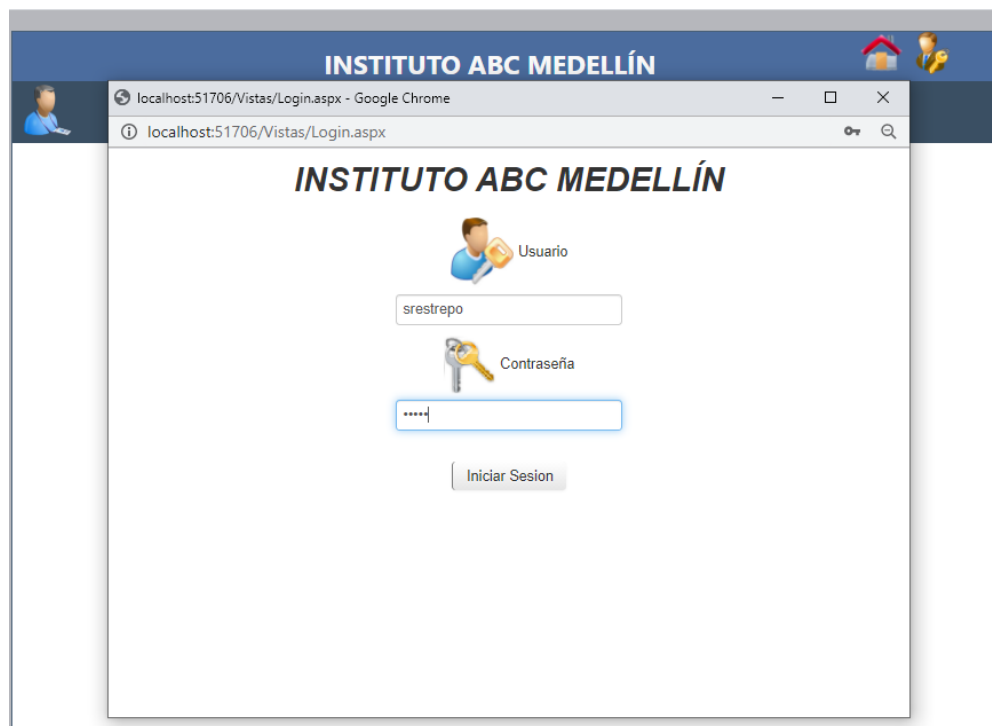 INSTITUTO ABC MEDELLÍN
localhost:51706/Vistas/Login.aspx - Google Chrome
localhost:51706/Vistas/Login.aspx
INSTITUTO ABC MEDELLÍN
Usuario
srestrepo
Contraseña
•••••
Iniciar Sesion